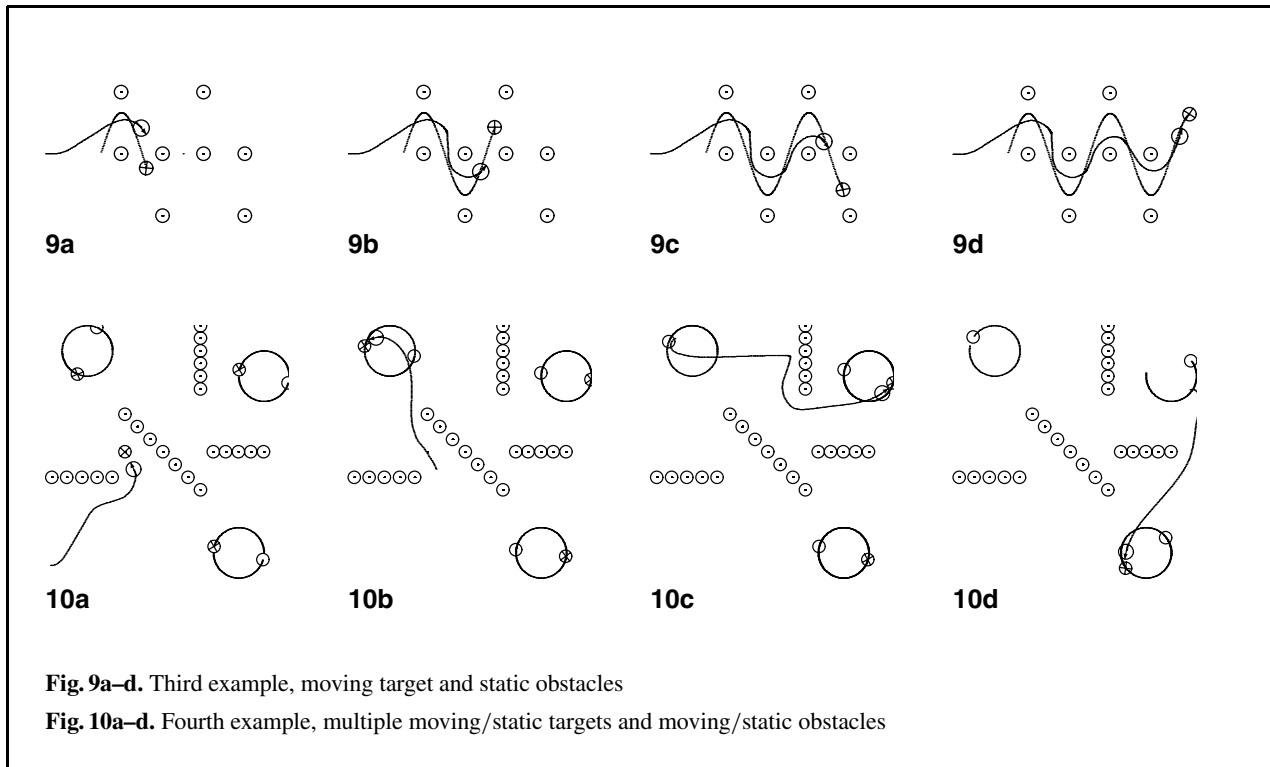 9a 9b 9c 9d
10a 10b 10c 10d
Fig. 9a–d. Third example, moving target and static obstacles
Fig. 10a–d. Fourth example, multiple moving/static targets and moving/static obstacles